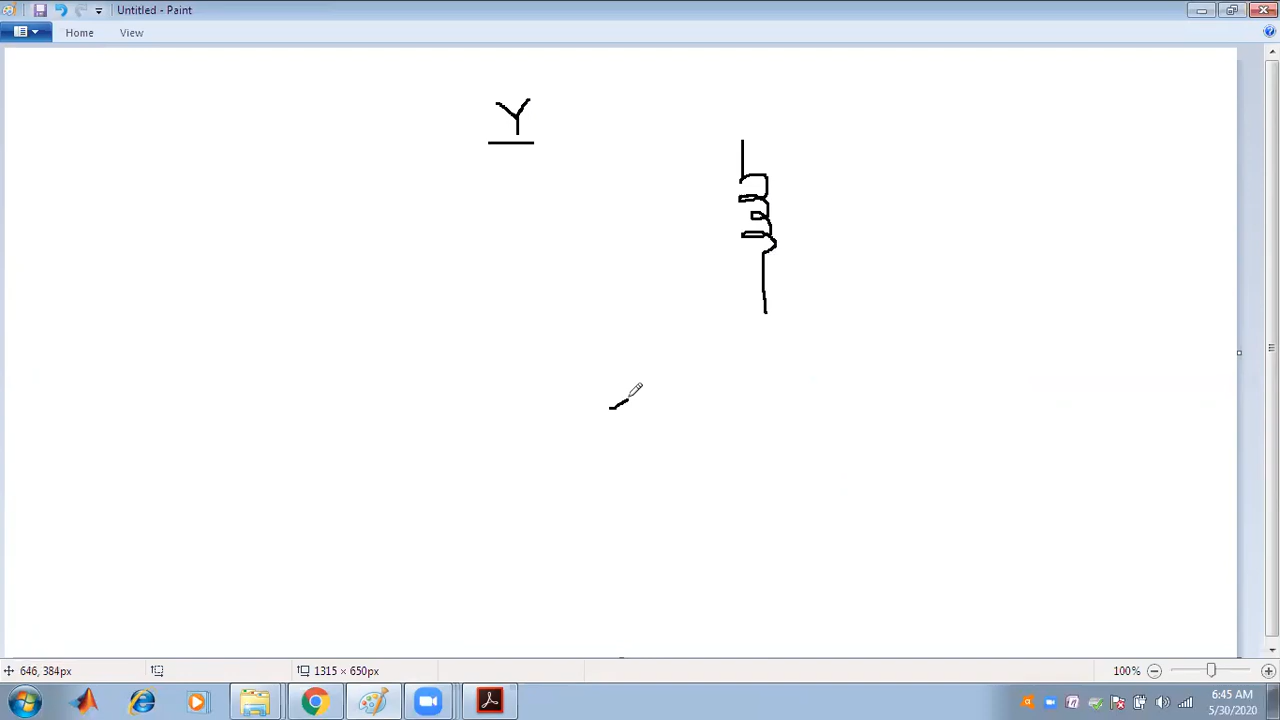 Untitled - Paint
Home View
Y
646, 384px 1315 × 650px 100%
6:45 AM
5/30/2020